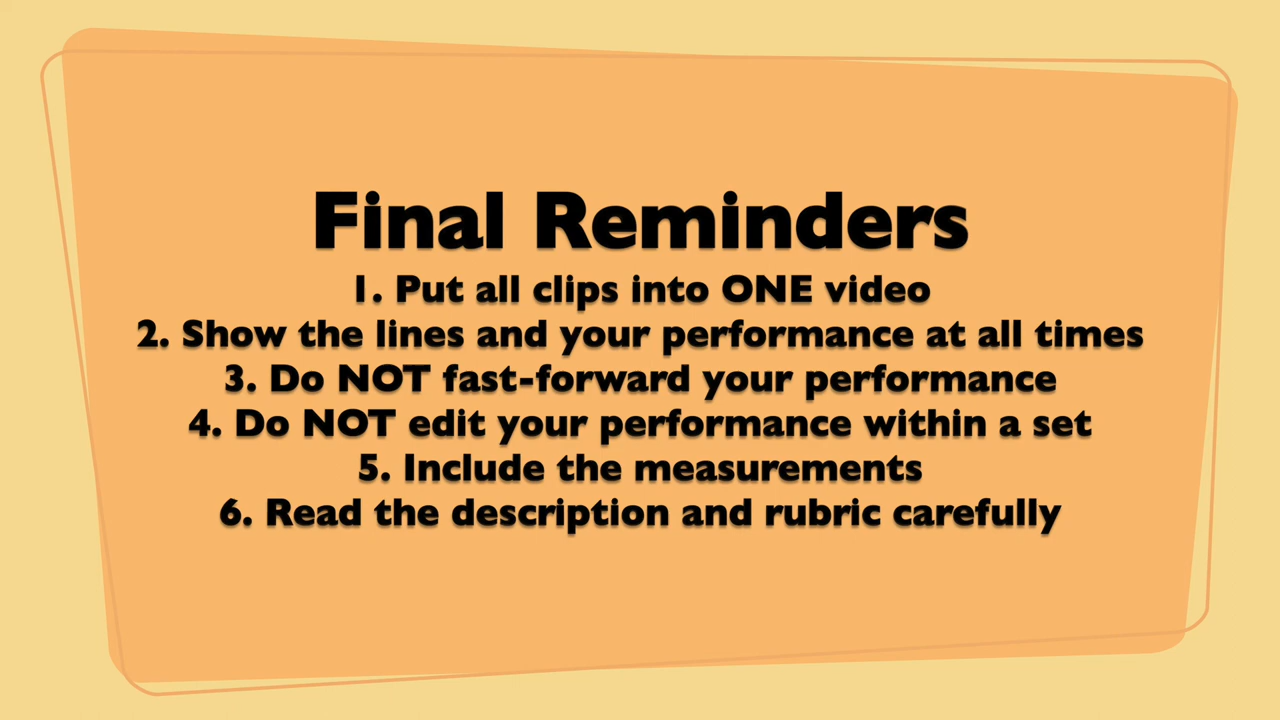 Final Reminders
1. Put all clips into ONE video
2. Show the lines and your performance at all times
3. Do NOT fast-forward your performance
4. Do NOT edit your performance within a set
5. Include the measurements
6. Read the description and rubric carefully